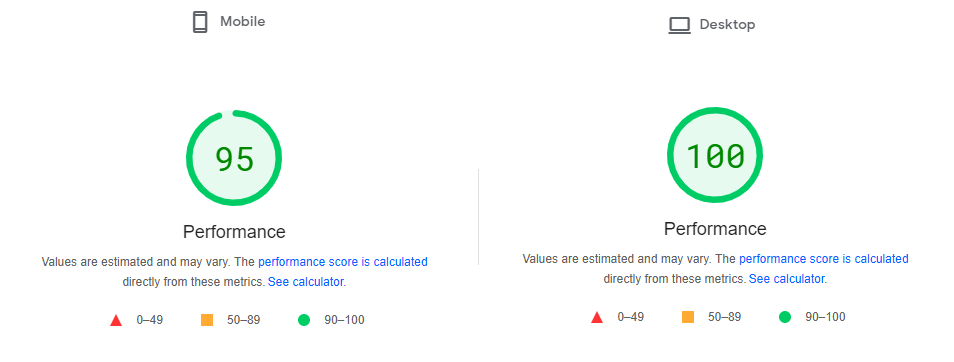 Mobile
95
Performance
Values are estimated and may vary. The performance score is calculated
directly from these metrics. See calculator.
0–49
50–89
90–100
Desktop
100
Performance
Values are estimated and may vary. The performance score is calculated
directly from these metrics. See calculator.
0–49
50–89
90–100